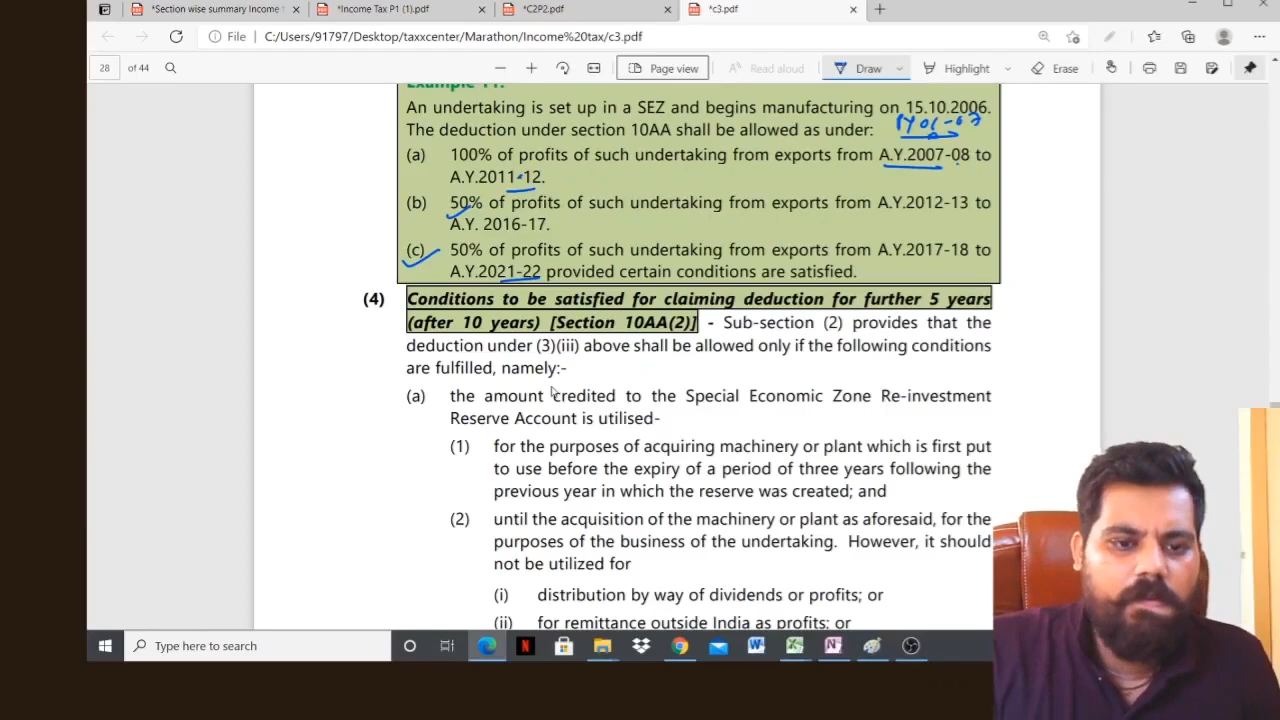 *Section wise summary Income t
*Income Tax P1 (1).pdf
*C2P2.pdf
*c3.pdf
File C:/Users/91797/Desktop/taxxcenter/Marathon/Income%20tax/c3.pdf
28 of 44 Page view Read aloud Draw Highlight Erase
Example 11:
An undertaking is set up in a SEZ and begins manufacturing on 15.10.2006.
PY 06-07
The deduction under section 10AA shall be allowed as under:
(a) 100% of profits of such undertaking from exports from A.Y.2007-08 to
A.Y.2011-12.
(b) 50% of profits of such undertaking from exports from A.Y.2012-13 to
A.Y. 2016-17.
(c) 50% of profits of such undertaking from exports from A.Y.2017-18 to
A.Y.2021-22 provided certain conditions are satisfied.
(4) Conditions to be satisfied for claiming deduction for further 5 years
(after 10 years) [Section 10AA(2)] - Sub-section (2) provides that the
deduction under (3)(iii) above shall be allowed only if the following conditions
are fulfilled, namely:-
(a) the amount credited to the Special Economic Zone Re-investment
Reserve Account is utilised-
(1) for the purposes of acquiring machinery or plant which is first put
to use before the expiry of a period of three years following the
previous year in which the reserve was created; and
(2) until the acquisition of the machinery or plant as aforesaid, for the
purposes of the business of the undertaking. However, it should
not be utilized for
(i) distribution by way of dividends or profits; or
(ii) for remittance outside India as profits; or
Type here to search